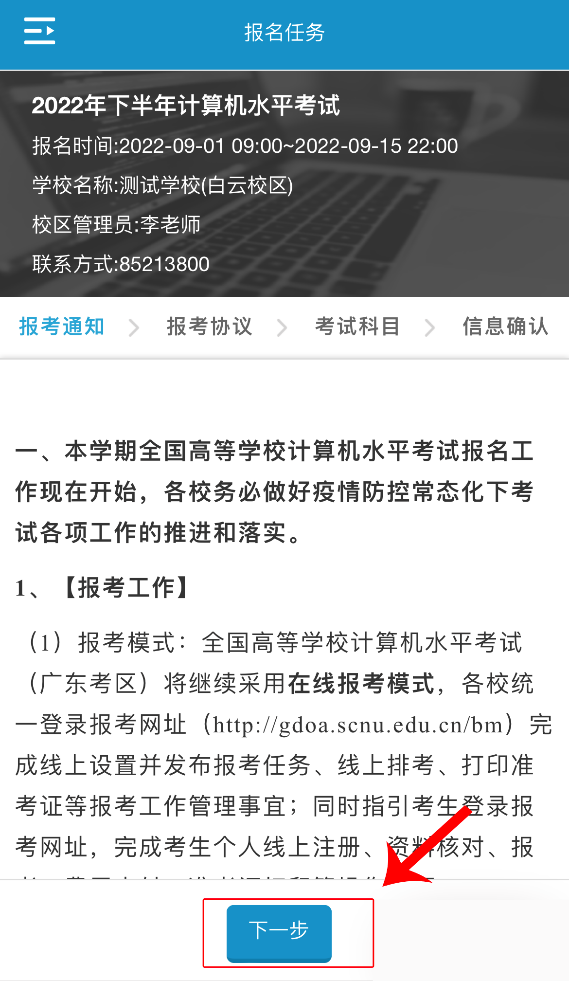 报名任务
2022年下半年计算机水平考试
报名时间:2022-09-01 09:00~2022-09-15 22:00
学校名称:测试学校(白云校区)
校区管理员:李老师
联系方式:85213800
报考通知 报考协议 考试科目 信息确认
一、本学期全国高等学校计算机水平考试报名工
作现在开始，各校务必做好疫情防控常态化下考
试各项工作的推进和落实。
1、【报考工作】
（1）报考模式：全国高等学校计算机水平考试
（广东考区）将继续采用在线报考模式，各校统
一登录报考网址（http://gdoa.scnu.edu.cn/bm）完
成线上设置并发布报考任务、线上排考、打印准
考证等报考工作管理事宜；同时指引考生登录报
考网址，完成考生个人线上注册、资料核对、报
下一步